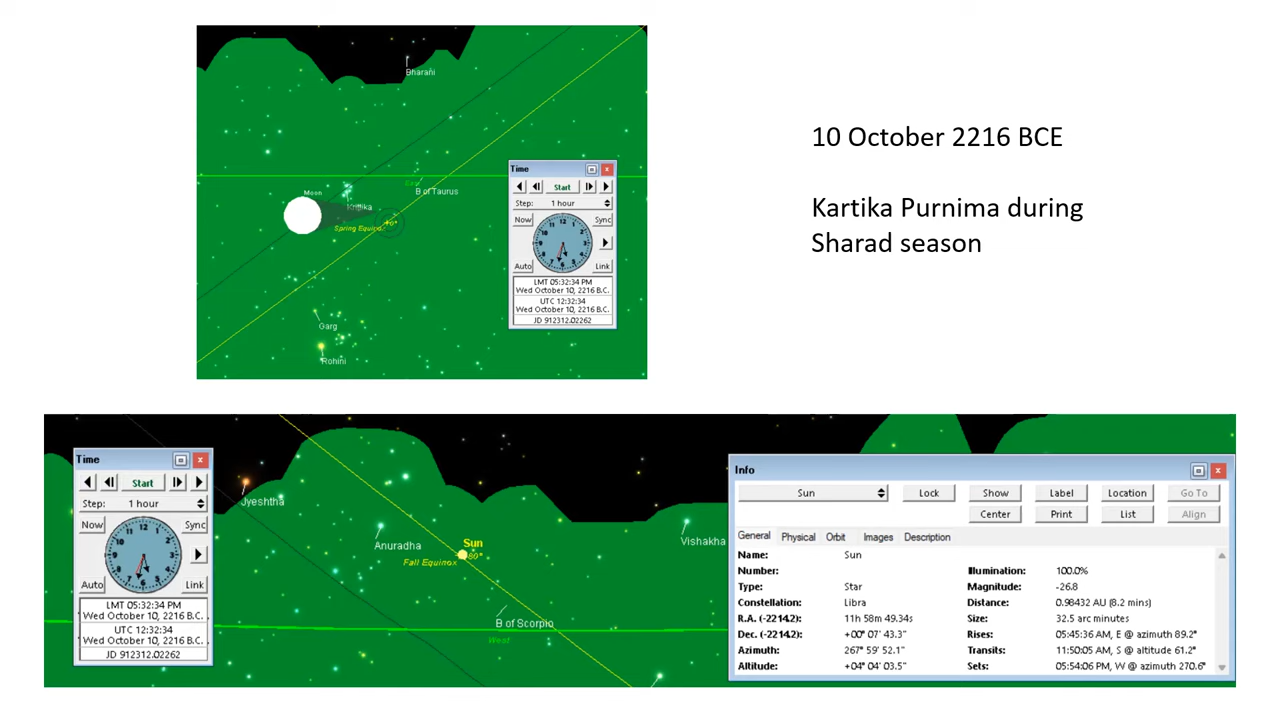 Bharani
B of Taurus
East
Moon
Krittika
Spring Equinox
Garg
Rohini
Time
Start
Step: 1 hour
Now Sync
Auto Link
LMT 05:32:34 PM
Wed October 10, 2216 B.C.
UTC 12:32:34
Wed October 10, 2216 B.C.
JD 912312.02262
10 October 2216 BCE
Kartika Purnima during
Sharad season
Time
Start
Step: 1 hour
Now Sync
Auto Link
LMT 05:32:34 PM
Wed October 10, 2216 B.C.
UTC 12:32:34
Wed October 10, 2216 B.C.
JD 912312.02262
Jyeshtha
Anuradha
Sun
Fall Equinox
B of Scorpio
West
Vishakha
Info
Sun Lock Show Label Location Go To
Center Print List Align
General Physical Orbit Images Description
Name: Sun
Number: Illumination: 100.0%
Type: Star Magnitude: -26.8
Constellation: Libra Distance: 0.98432 AU (8.2 mins)
R.A. (-2214.2): 11h 58m 49.34s Size: 32.5 arc minutes
Dec. (-2214.2): +00° 07' 43.3" Rises: 05:45:36 AM, E @ azimuth 89.2°
Azimuth: 267° 59' 52.1" Transits: 11:50:05 AM, S @ altitude 61.2°
Altitude: +04° 04' 03.5" Sets: 05:54:06 PM, W @ azimuth 270.6°